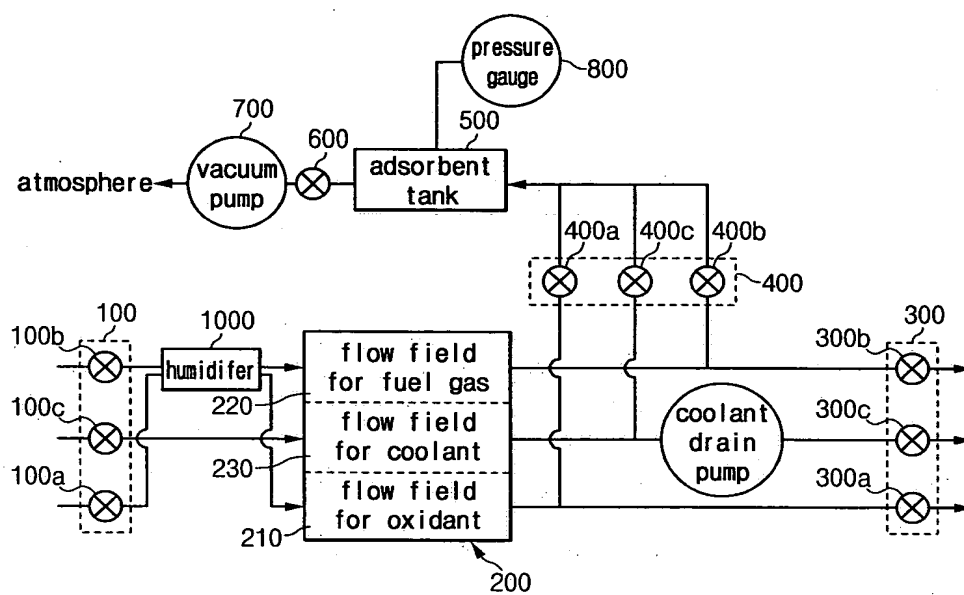 pressure
gauge
800
700
600
500
vacuum
pump
adsorbent
tank
atmosphere
400a
400c
400b
400
100
1000
300
100b
humidifer
flow field
for fuel gas
300b
220
100c
flow field
for coolant
coolant
drain
pump
300c
230
100a
flow field
for oxidant
300a
210
200